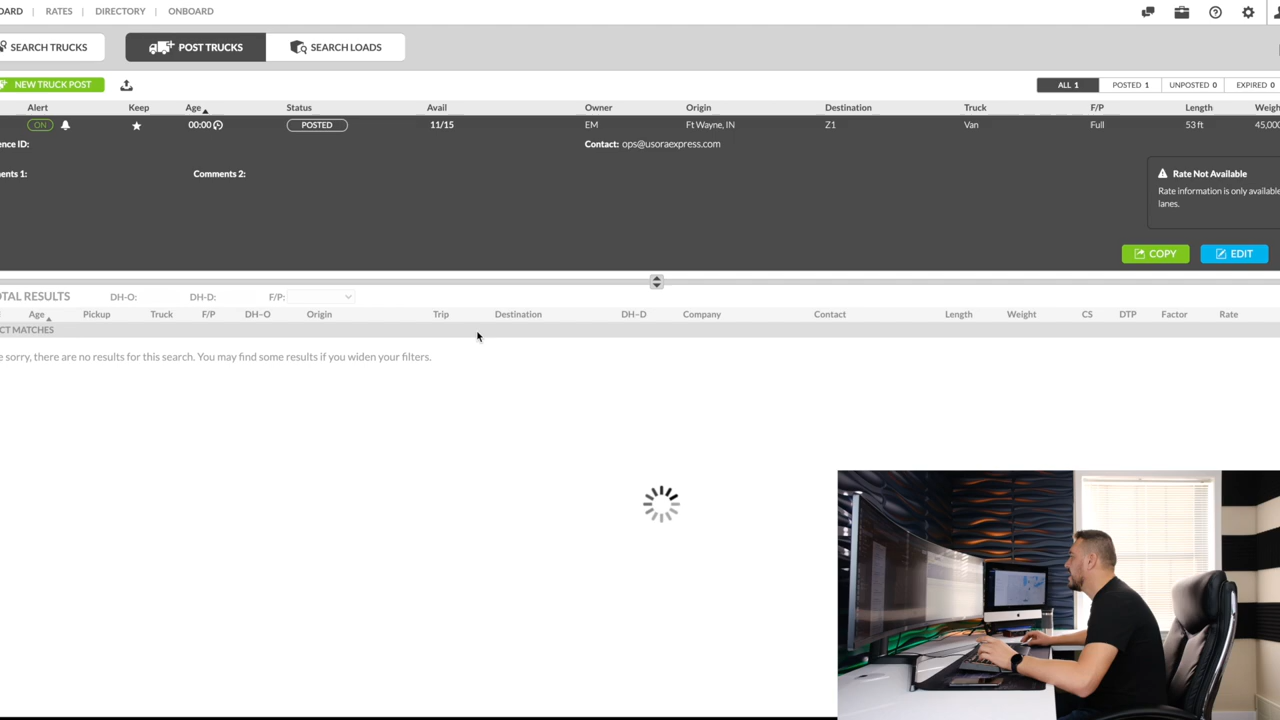 OARD | RATES | DIRECTORY | ONBOARD
SEARCH TRUCKS POST TRUCKS SEARCH LOADS
NEW TRUCK POST ALL 1 POSTED 1 UNPOSTED 0 EXPIRED 0
Alert Keep Age Status Avail Owner Origin Destination Truck F/P Length Weigh
ON 00:00 POSTED 11/15 EM Ft Wayne, IN Z1 Van Full 53 ft 45,000
ence ID: Contact: ops@usoraexpress.com
ents 1: Comments 2:
Rate Not Available
Rate information is only available
lanes.
COPY EDIT
OTAL RESULTS DH-O: DH-D: F/P:
Age Pickup Truck F/P DH-O Origin Trip Destination DH-D Company Contact Length Weight CS DTP Factor Rate
CT MATCHES
e sorry, there are no results for this search. You may find some results if you widen your filters.